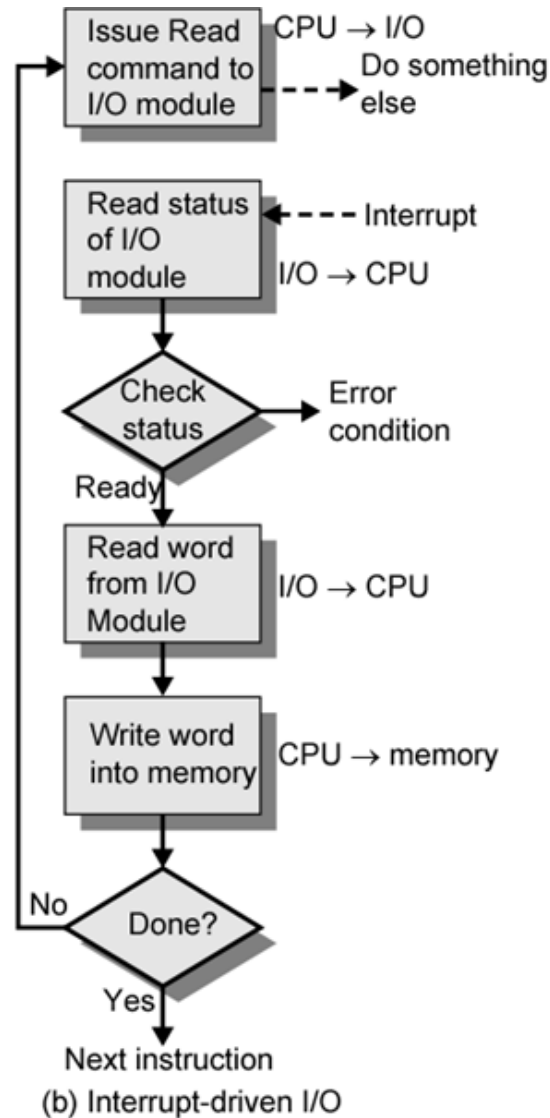 Issue Read
command to
I/O module
CPU → I/O
Do something
else
Read status
of I/O
module
Interrupt
I/O → CPU
Check
status
Error
condition
Ready
Read word
from I/O
Module
I/O → CPU
Write word
into memory
CPU → memory
No
Done?
Yes
Next instruction
(b) Interrupt-driven I/O